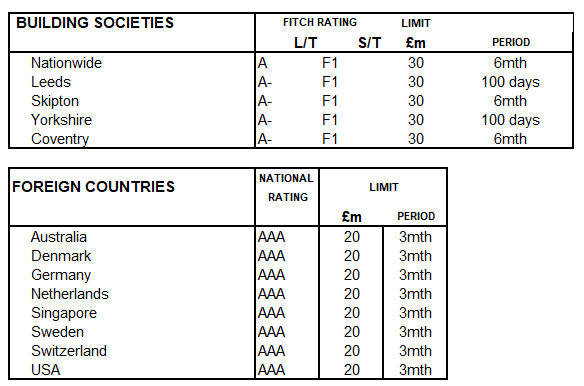 BUILDING SOCIETIES FITCH RATING LIMIT
L/T S/T £m PERIOD
Nationwide A F1 30 6mth
Leeds A- F1 30 100 days
Skipton A- F1 30 6mth
Yorkshire A- F1 30 100 days
Coventry A- F1 30 6mth
FOREIGN COUNTRIES NATIONAL RATING LIMIT
£m PERIOD
Australia AAA 20 3mth
Denmark AAA 20 3mth
Germany AAA 20 3mth
Netherlands AAA 20 3mth
Singapore AAA 20 3mth
Sweden AAA 20 3mth
Switzerland AAA 20 3mth
USA AAA 20 3mth